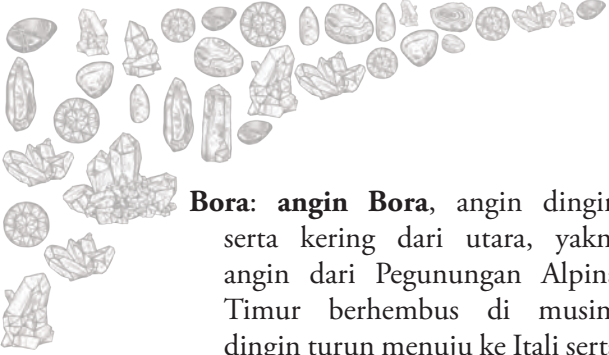 Bora: angin Bora, angin dingin
serta kering dari utara, yakn
angin dari Pegunungan Alpina
Timur berhembus di musim
dingin turun menuju ke Itali serta